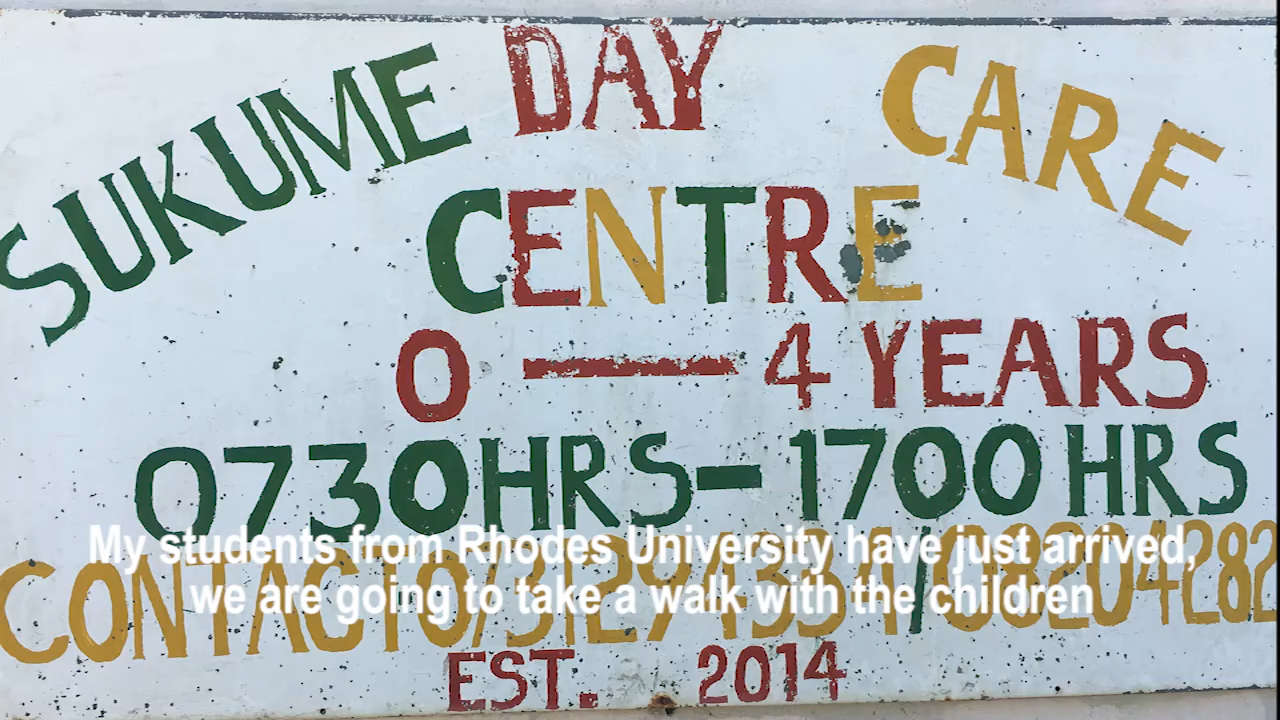 SUKUME DAY CARE
CENTRE
0 — 4 YEARS
0730HRS-1700HRS
My students from Rhodes University have just arrived,
we are going to take a walk with the children
CONTACT
EST. 2014